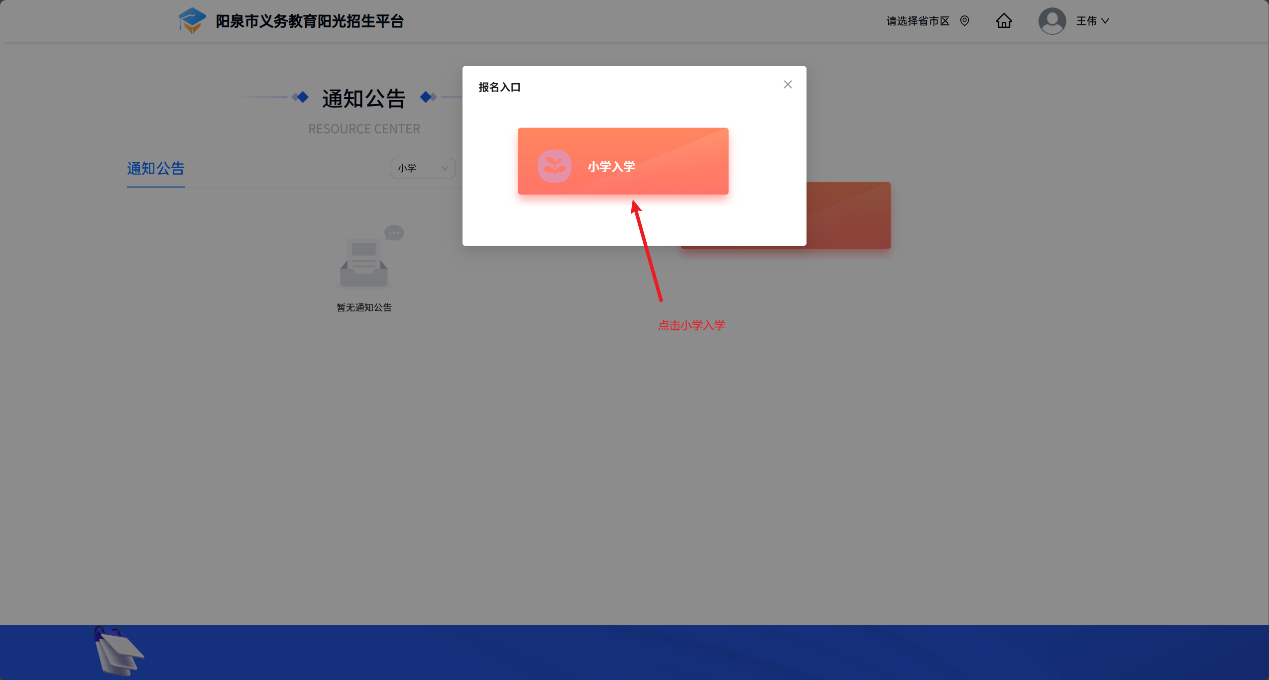 阳泉市义务教育阳光招生平台
请选择省市区
王伟
报名入口
通知公告
RESOURCE CENTER
小学入学
通知公告
小学
暂无通知公告
点击小学入学